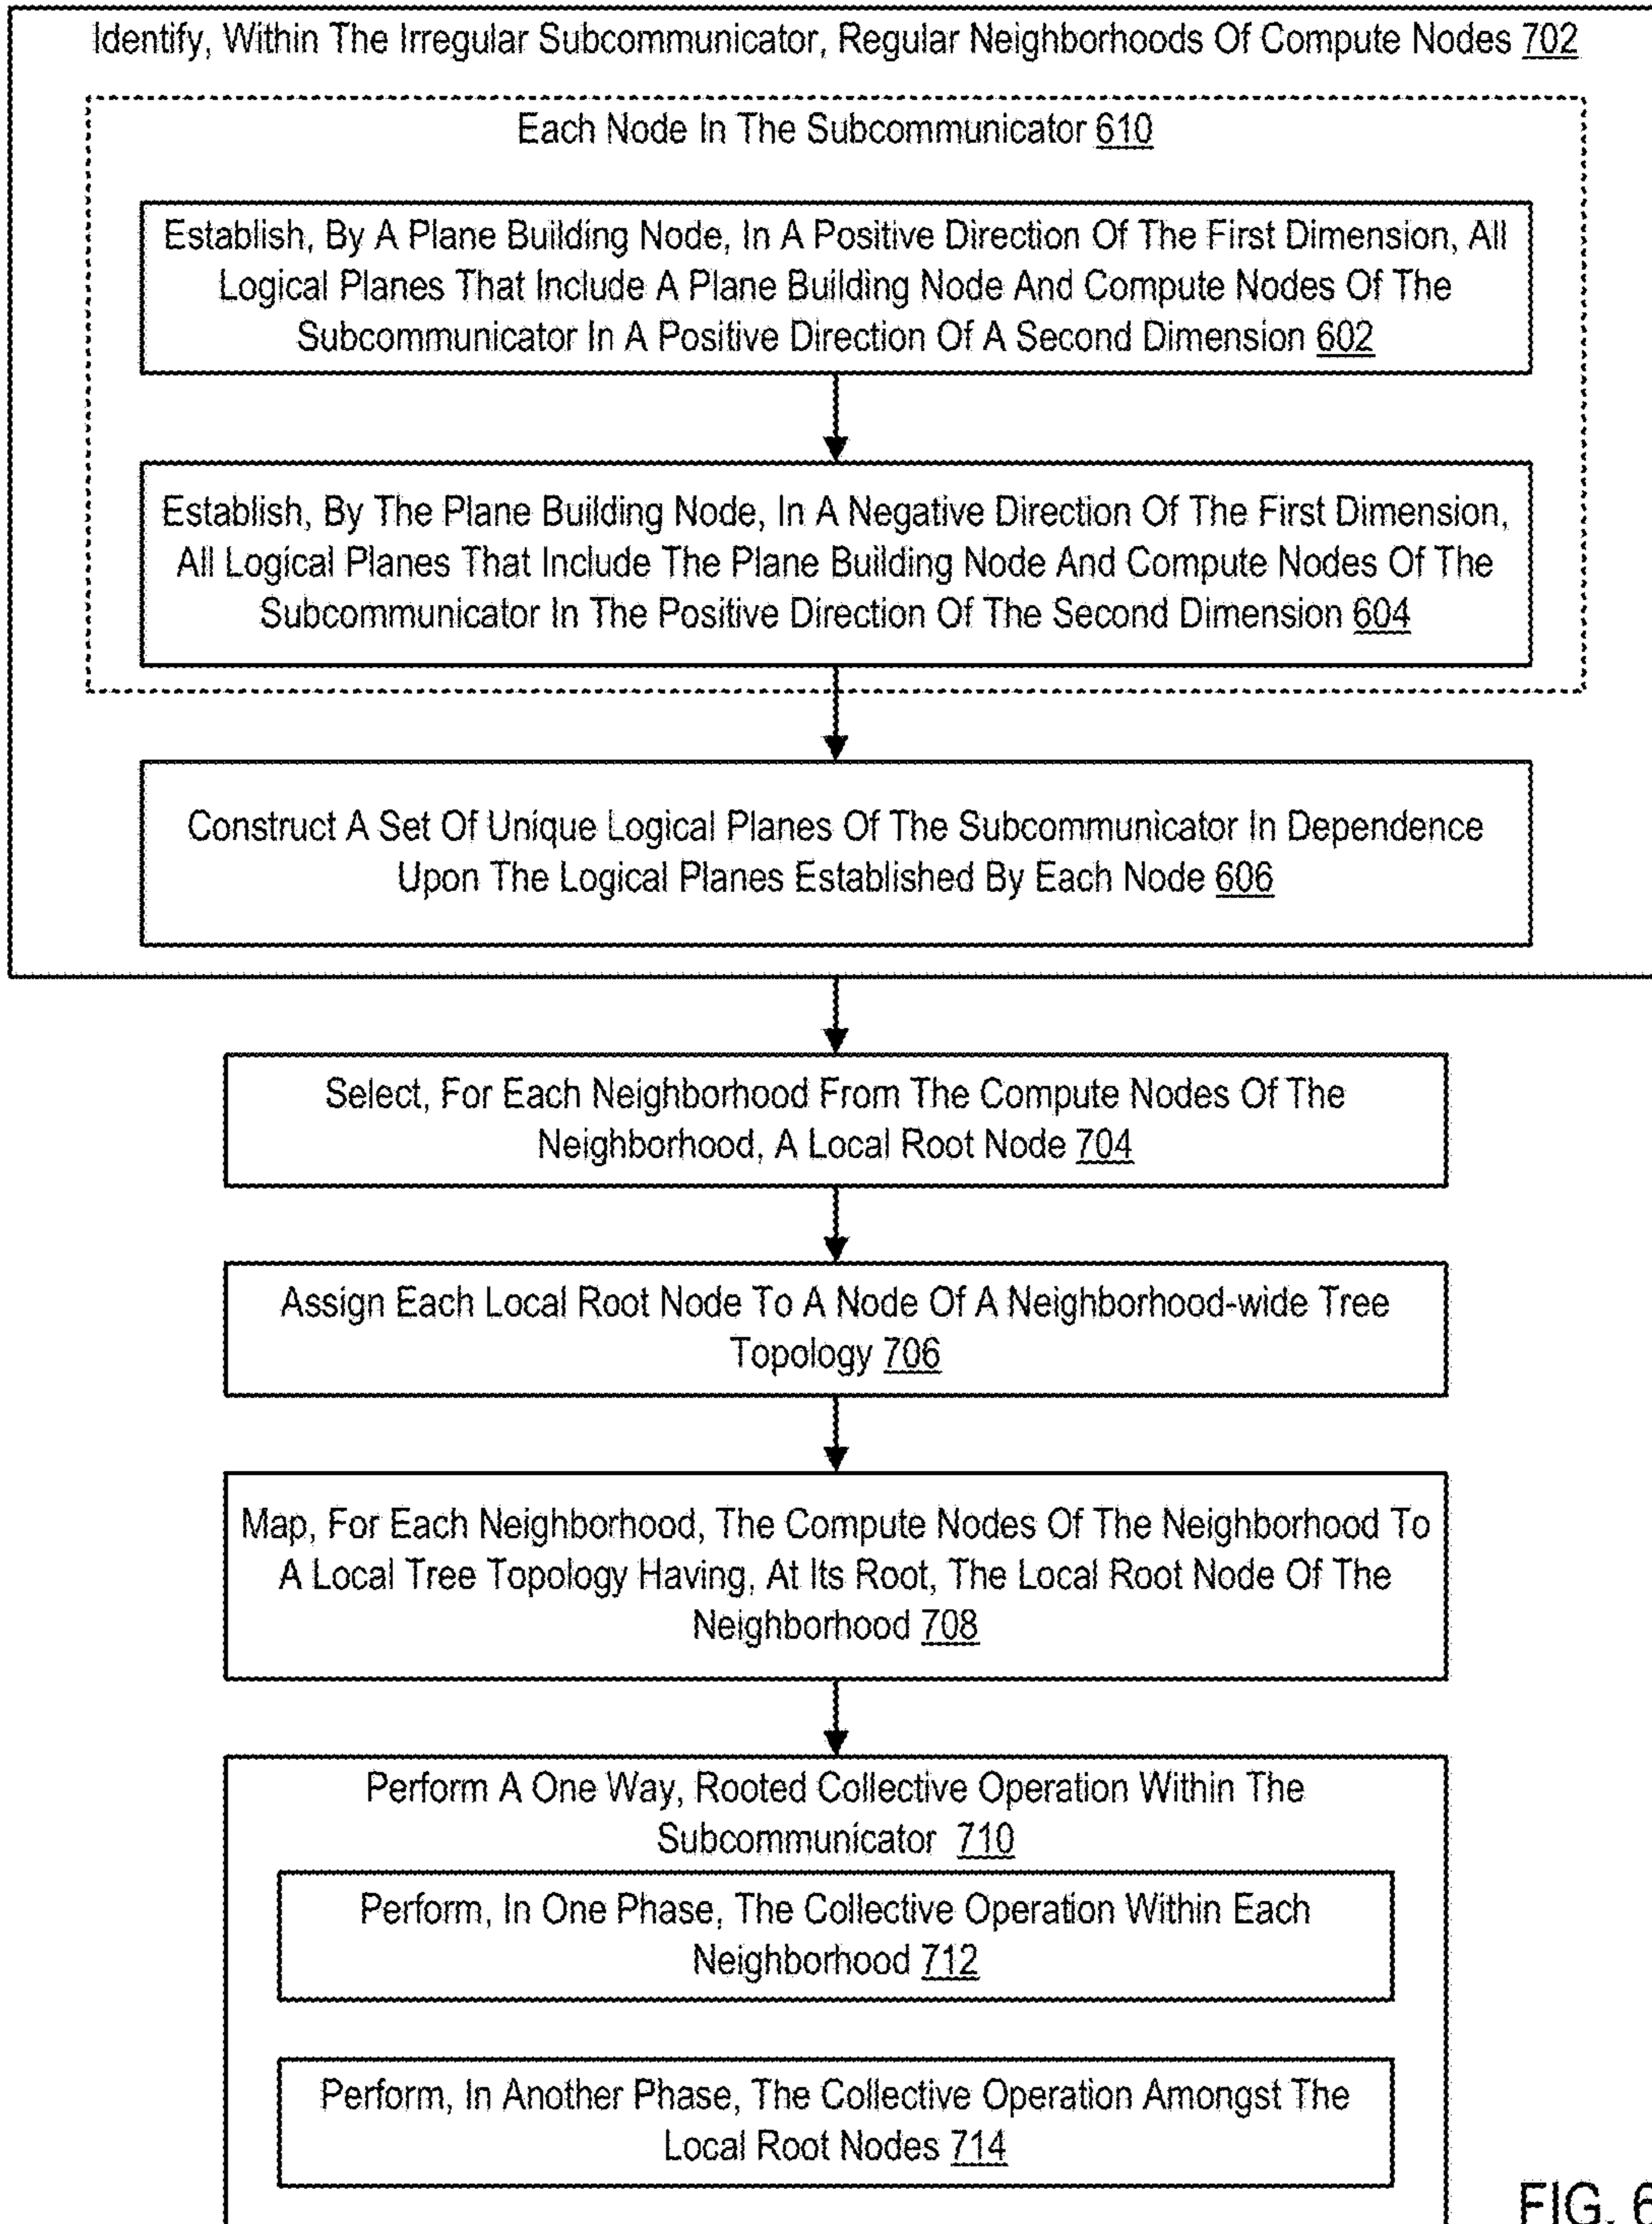 Identify, Within The Irregular Subcommunicator, Regular Neighborhoods Of Compute Nodes 702
Each Node In The Subcommunicator 610
Establish, By A Plane Building Node, In A Positive Direction Of The First Dimension, All
Logical Planes That Include A Plane Building Node And Compute Nodes Of The
Subcommunicator In A Positive Direction Of A Second Dimension 602
Establish, By The Plane Building Node, In A Negative Direction Of The First Dimension,
All Logical Planes That Include The Plane Building Node And Compute Nodes Of The
Subcommunicator In The Positive Direction Of The Second Dimension 604
Construct A Set Of Unique Logical Planes Of The Subcommunicator In Dependence
Upon The Logical Planes Established By Each Node 606
Select, For Each Neighborhood From The Compute Nodes Of The
Neighborhood, A Local Root Node 704
Assign Each Local Root Node To A Node Of A Neighborhood-wide Tree
Topology 706
Map, For Each Neighborhood, The Compute Nodes Of The Neighborhood To
A Local Tree Topology Having, At Its Root, The Local Root Node Of The
Neighborhood 708
Perform A One Way, Rooted Collective Operation Within The
Subcommunicator 710
Perform, In One Phase, The Collective Operation Within Each
Neighborhood 712
Perform, In Another Phase, The Collective Operation Amongst The
Local Root Nodes 714
FIG. 6